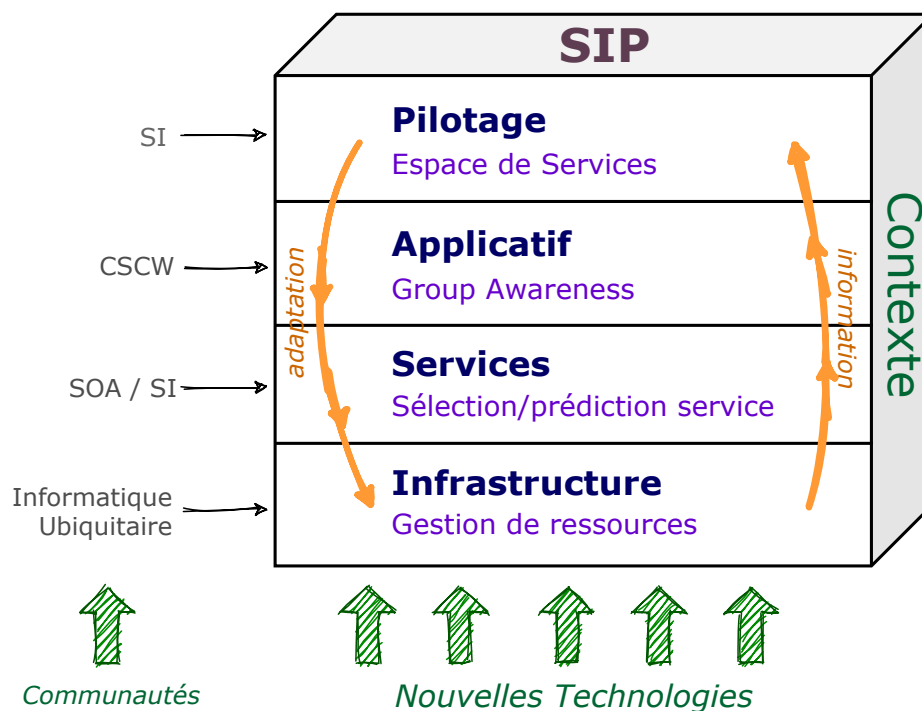 SIP
SI
Pilotage
Espace de Services
CSCW
Applicatif
Group Awareness
SOA / SI
Services
Sélection/prédiction service
Informatique
Ubiquitaire
Infrastructure
Gestion de ressources
adaptation
information
Contexte
Communautés
Nouvelles Technologies